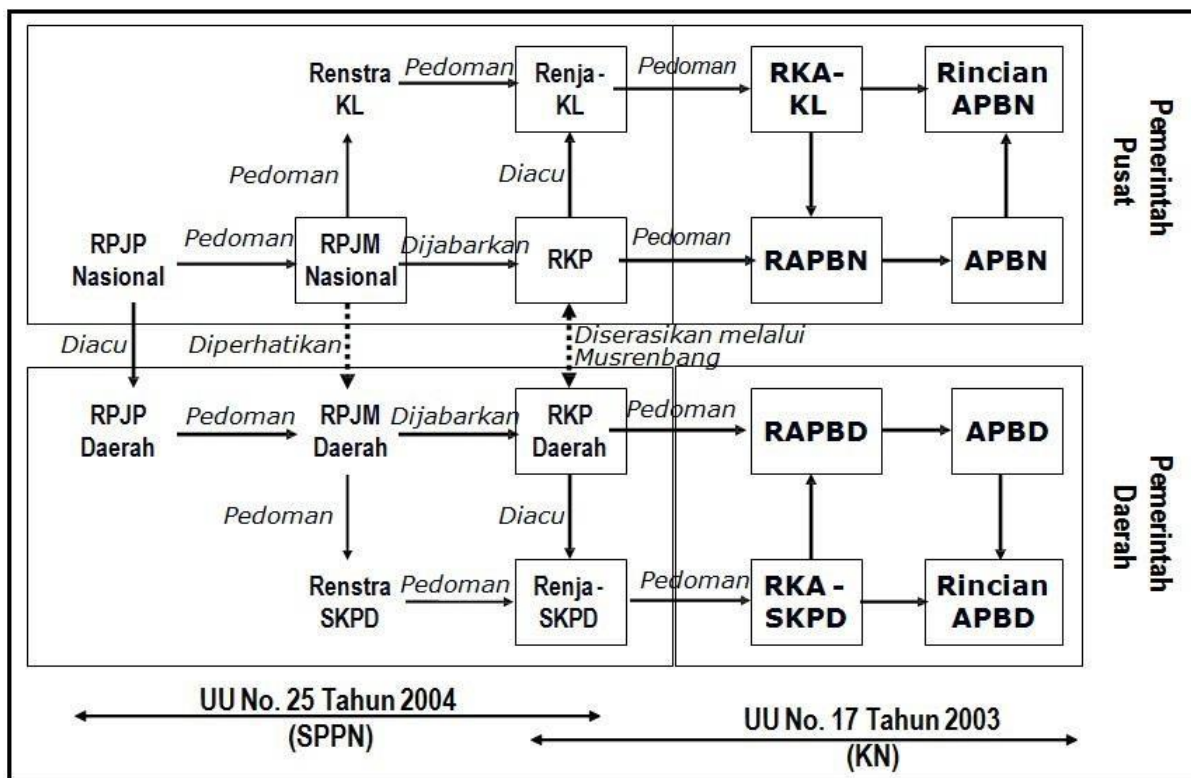 Renstra
KL
Pedoman
Renja-
KL
Pedoman
RKA-
KL
Rincian
APBN
Pemerintah
Pusat
Pedoman
Diacu
RPJP
Nasional
Pedoman
RPJM
Nasional
Dijabarkan
RKP
Pedoman
RAPBN
APBN
Diacu
Diperhatikan
Diserasikan melalui
Musrenbang
RPJP
Daerah
Pedoman
RPJM
Daerah
Dijabarkan
RKP
Daerah
Pedoman
RAPBD
APBD
Pemerintah
Daerah
Pedoman
Diacu
Renstra
SKPD
Pedoman
Renja-
SKPD
Pedoman
RKA -
SKPD
Rincian
APBD
UU No. 25 Tahun 2004
(SPPN)
UU No. 17 Tahun 2003
(KN)